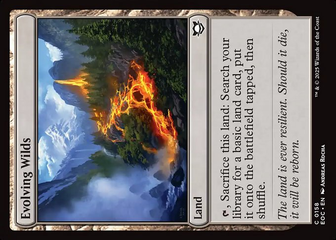 Evolving Wilds
Land
, Sacrifice this land: Search your
library for a basic land card, put
it onto the battlefield tapped, then
shuffle.
The land is ever resilient. Should it die,
it will be reborn.
C 0158
EOC • EN ANDREAS ROCHA
™ & © 2025 Wizards of the Coast